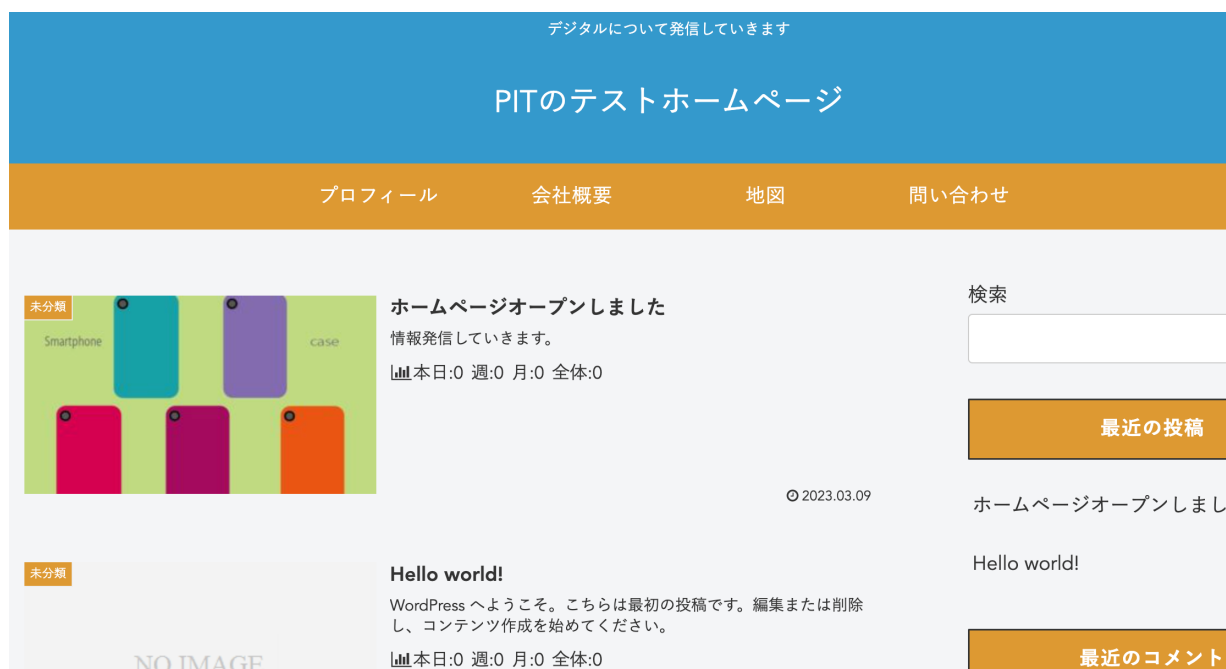 デジタルについて発信していきます
PITのテストホームページ
プロフィール 会社概要 地図 問い合わせ
未分類
Smartphone case
ホームページオープンしました
情報発信していきます。
本日:0 週:0 月:0 全体:0
2023.03.09
未分類
NO IMAGE
Hello world!
WordPress へようこそ。こちらは最初の投稿です。編集または削除
し、コンテンツ作成を始めてください。
本日:0 週:0 月:0 全体:0
検索
最近の投稿
ホームページオープンしまし
Hello world!
最近のコメント